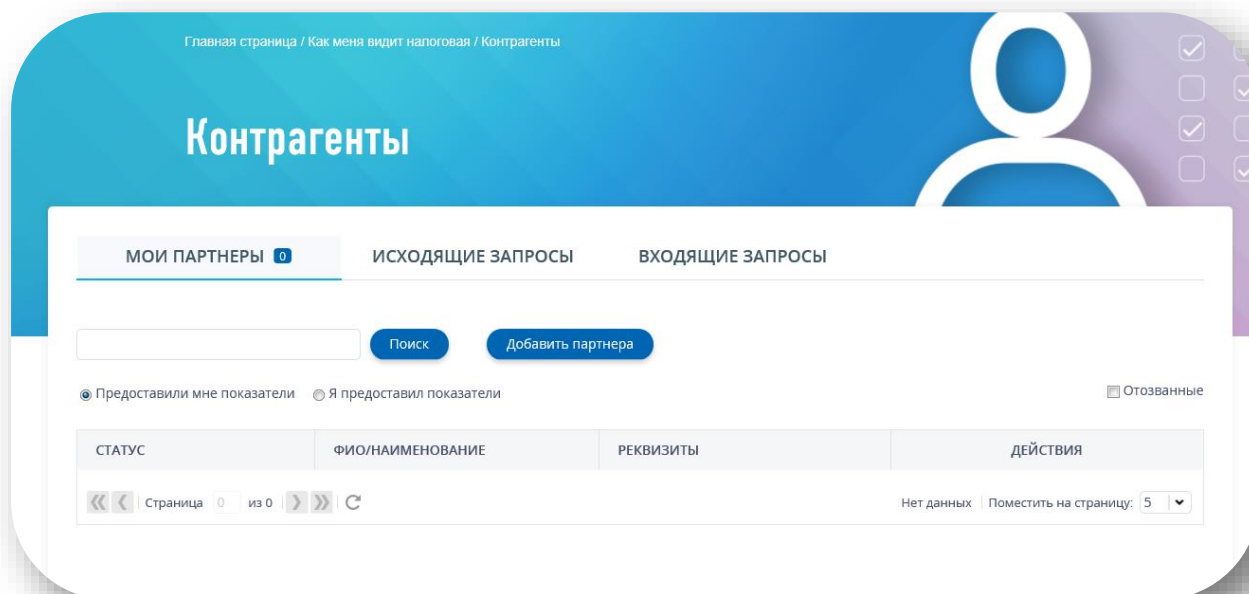 Главная страница / Как меня видит налоговая / Контрагенты
Контрагенты
МОИ ПАРТНЕРЫ 0 ИСХОДЯЩИЕ ЗАПРОСЫ ВХОДЯЩИЕ ЗАПРОСЫ
Поиск Добавить партнера
Предоставили мне показатели Я предоставил показатели Отозванные
СТАТУС ФИО/НАИМЕНОВАНИЕ РЕКВИЗИТЫ ДЕЙСТВИЯ
Страница 0 из 0 Нет данных Поместить на страницу: 5